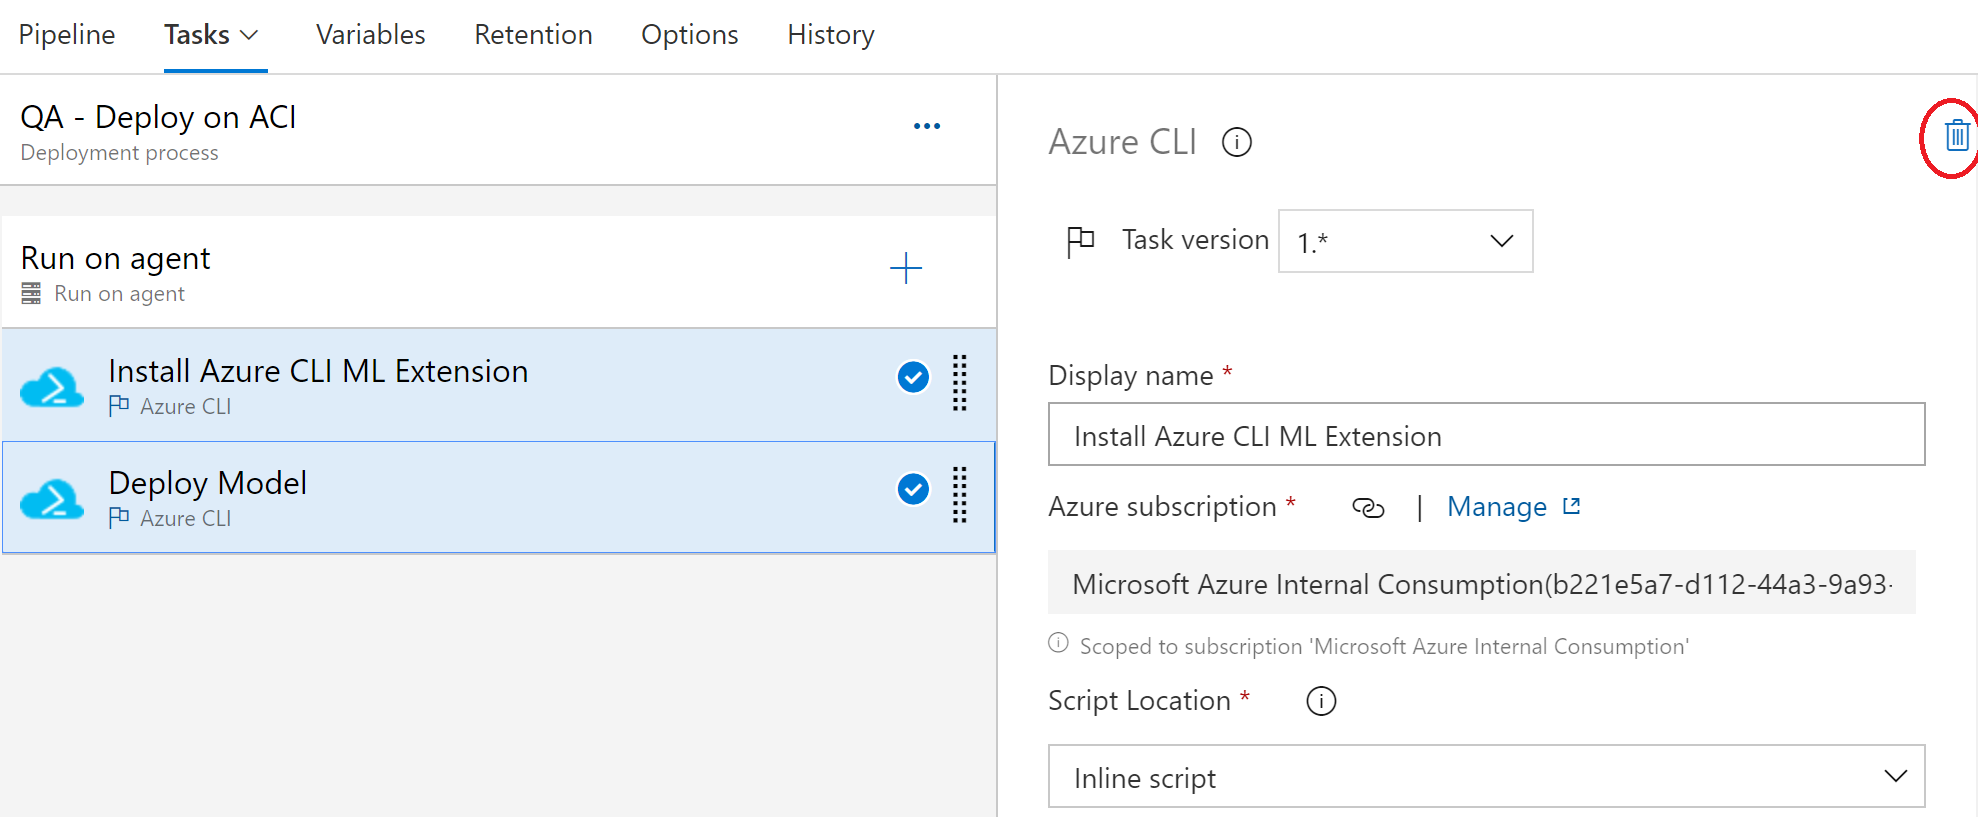 Pipeline Tasks Variables Retention Options History
QA - Deploy on ACI
Deployment process
Run on agent
Run on agent
Install Azure CLI ML Extension
Azure CLI
Deploy Model
Azure CLI
Azure CLI
Task version 1.*
Display name *
Install Azure CLI ML Extension
Azure subscription * | Manage
Microsoft Azure Internal Consumption(b221e5a7-d112-44a3-9a93-
Scoped to subscription 'Microsoft Azure Internal Consumption'
Script Location *
Inline script